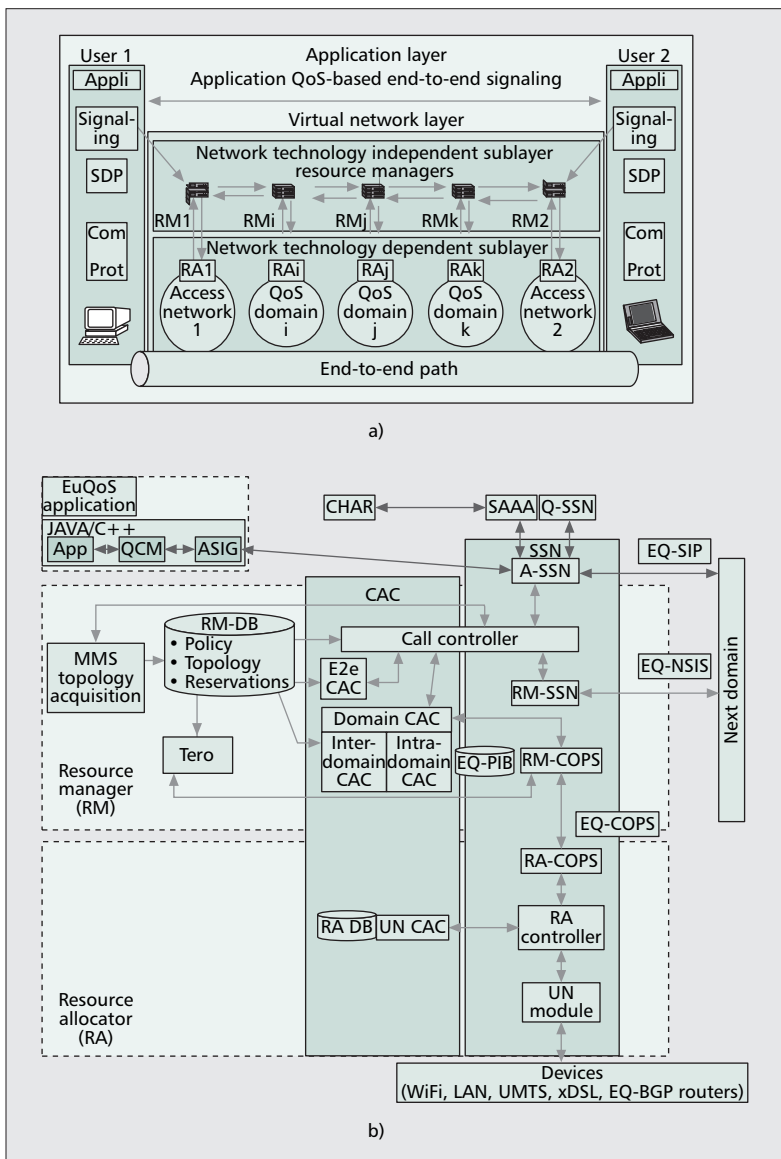 User 1
Application layer
User 2
Appli
Application QoS-based end-to-end signaling
Appli
Signal-
ing
Virtual network layer
Signal-
ing
Network technology independent sublayer
resource managers
SDP
SDP
RM1
RMi
RMj
RMk
RM2
Com
Prot
Network technology dependent sublayer
Com
Prot
RA1
RAi
RAj
RAk
RA2
Access
network
1
QoS
domain
i
QoS
domain
j
QoS
domain
k
Access
network
2
End-to-end path
a)
EuQoS
application
JAVA/C++
App
QCM
ASIG
CHAR
SAAA
Q-SSN
SSN
A-SSN
EQ-SIP
CAC
RM-DB
• Policy
• Topology
• Reservations
MMS
topology
acquisition
Call controller
E2e
CAC
RM-SSN
EQ-NSIS
Next domain
Domain CAC
Inter-
domain
CAC
Intra-
domain
CAC
EQ-PIB
RM-COPS
Tero
Resource
manager
(RM)
EQ-COPS
RA-COPS
RA DB
UN CAC
RA
controller
UN
module
Resource
allocator
(RA)
Devices
(WiFi, LAN, UMTS, xDSL, EQ-BGP routers)
b)